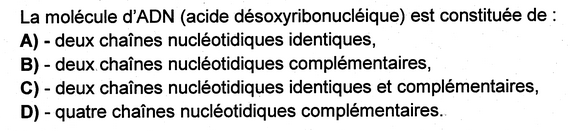 La molécule d'ADN (acide désoxyribonucléique) est constituée de :
A) - deux chaînes nucléotidiques identiques,
B) - deux chaînes nucléotidiques complémentaires,
C) - deux chaînes nucléotidiques identiques et complémentaires,
D) - quatre chaînes nucléotidiques complémentaires.